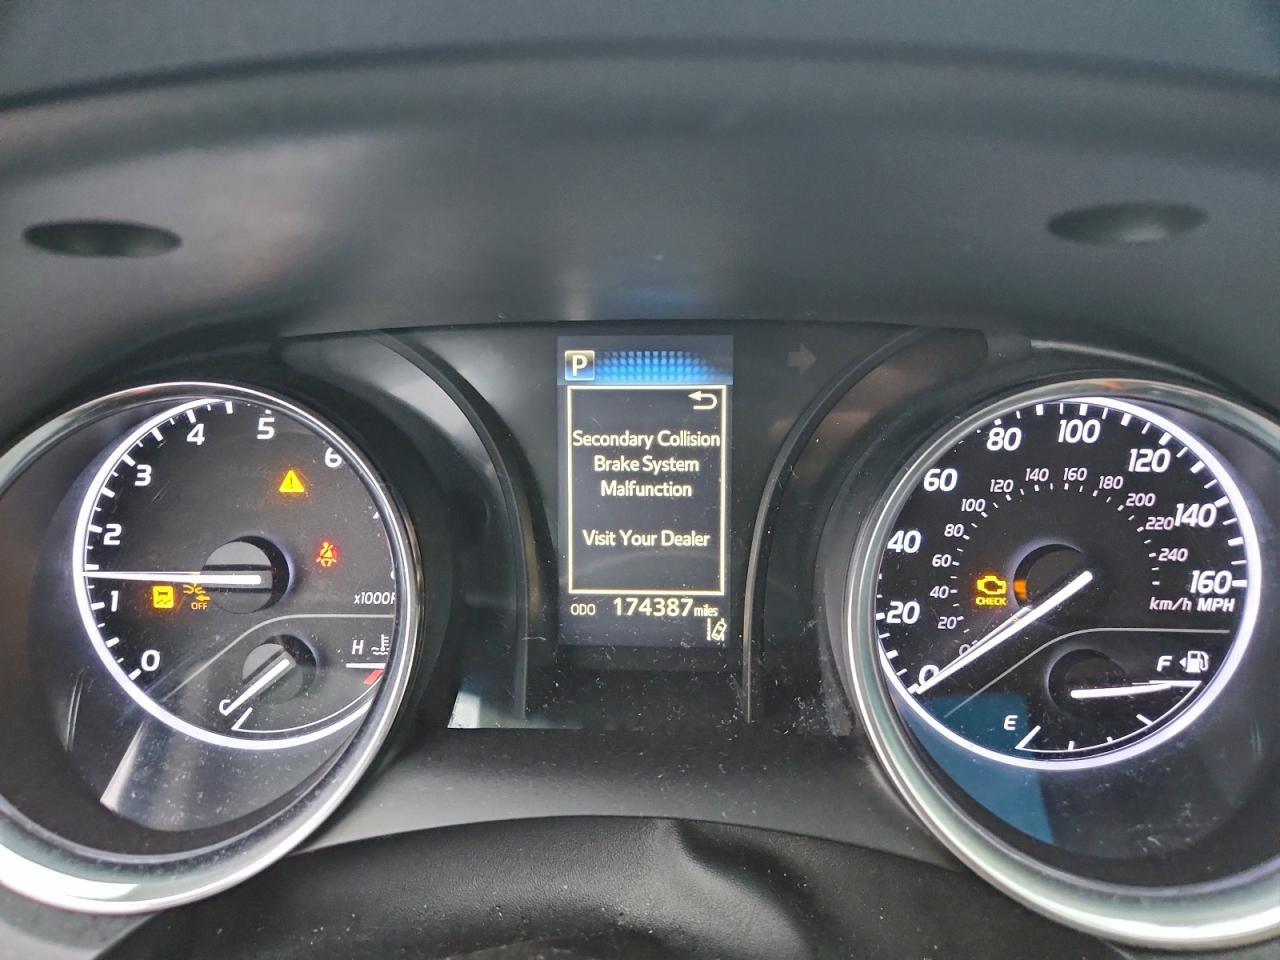 P
Secondary Collision
Brake System
Malfunction
Visit Your Dealer
ODO 174387 miles
0
1
2
3
4
5
6
OFF
H
C
0
20
40
60
80
100
120
140
160
km/h MPH
20
40
60
80
100
120
140
160
180
200
220
240
CHECK
F
E